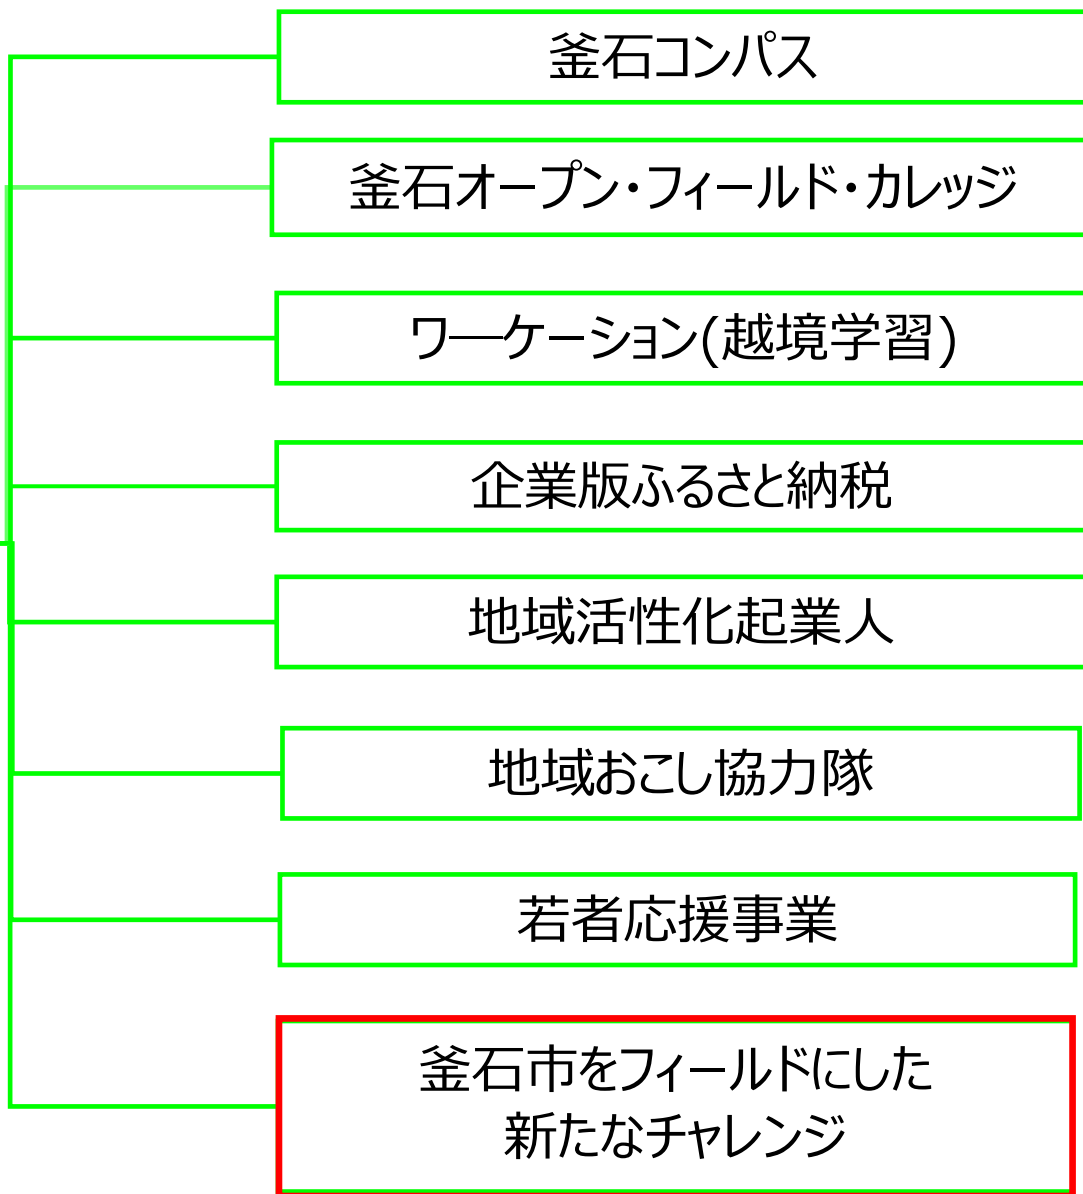 釜石コンパス
釜石オープン・フィールド・カレッジ
ワーケーション(越境学習)
企業版ふるさと納税
地域活性化起業人
地域おこし協力隊
若者応援事業
釜石市をフィールドにした
新たなチャレンジ